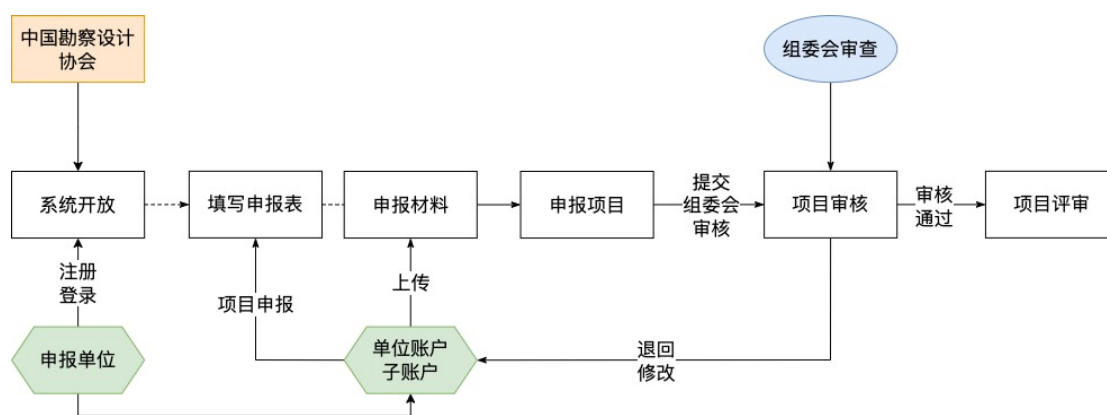 中国勘察设计
协会
组委会审查
系统开放
填写申报表
申报材料
申报项目
提交
组委会
审核
项目审核
审核
通过
项目评审
注册
登录
项目申报
上传
申报单位
单位账户
子账户
退回
修改